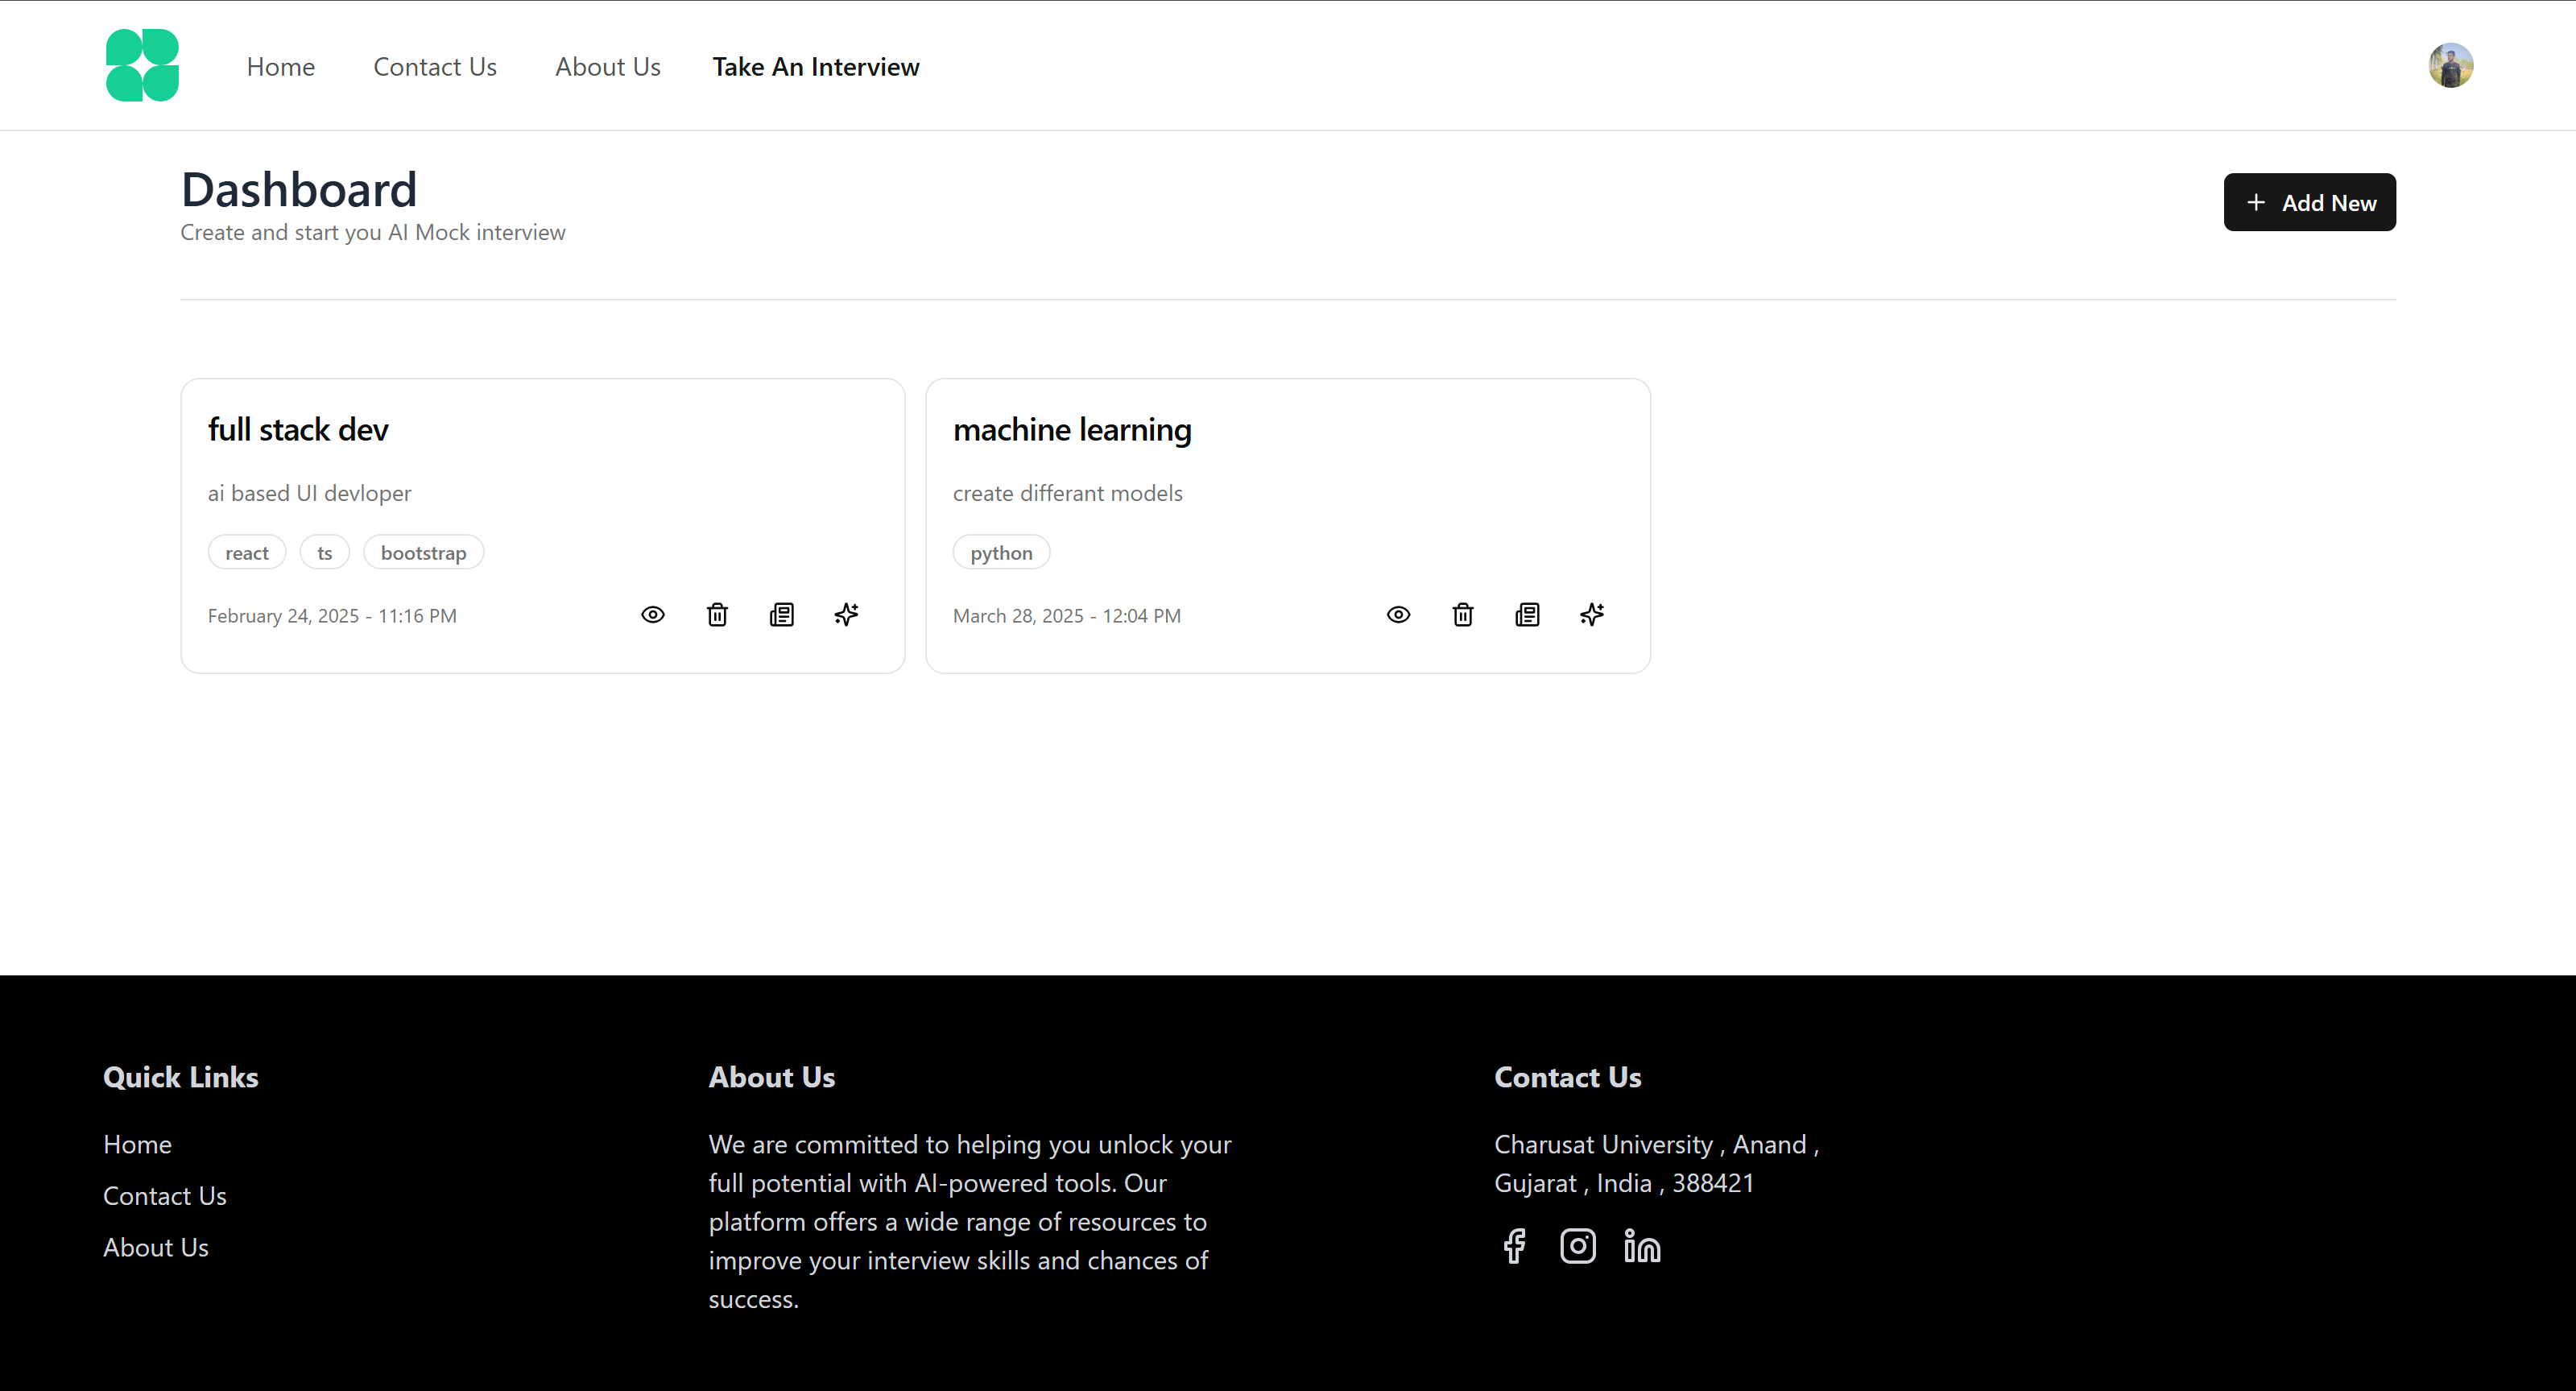 Home Contact Us About Us Take An Interview
Dashboard
Create and start you AI Mock interview
+ Add New
full stack dev
ai based UI devloper
react ts bootstrap
February 24, 2025 - 11:16 PM
machine learning
create differant models
python
March 28, 2025 - 12:04 PM
Quick Links
Home
Contact Us
About Us
About Us
We are committed to helping you unlock your
full potential with AI-powered tools. Our
platform offers a wide range of resources to
improve your interview skills and chances of
success.
Contact Us
Charusat University , Anand ,
Gujarat , India , 388421